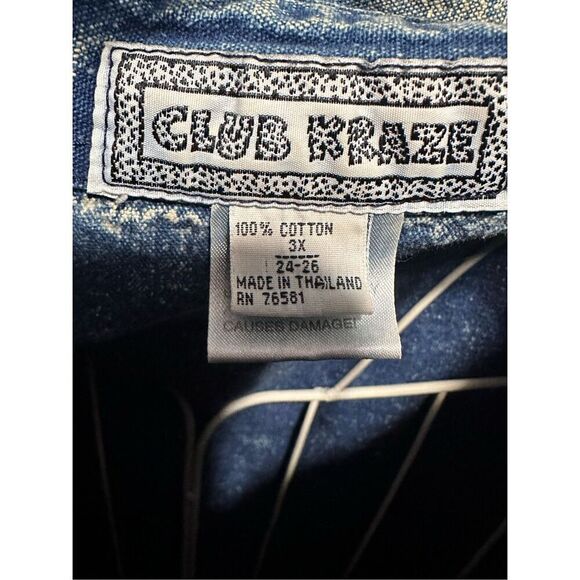 CLUB KRAZE
100% COTTON
3X
24-26
MADE IN THAILAND
RN 76581
CAUSES DAMAGE